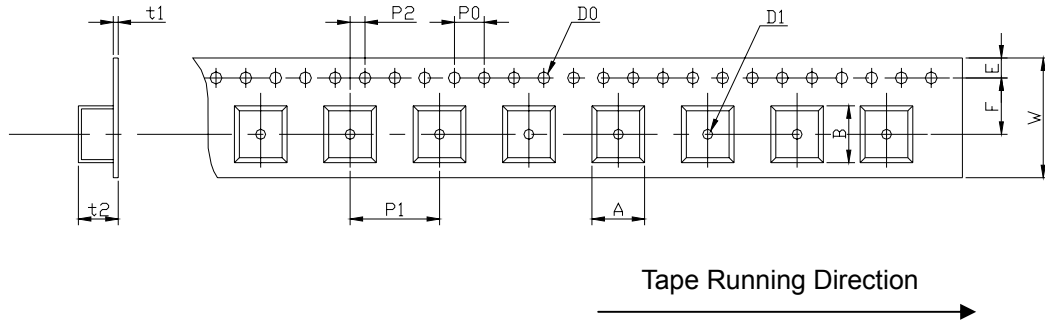 t1
P2
P0
D0
D1
E
F
W
B
t2
P1
A
Tape Running Direction